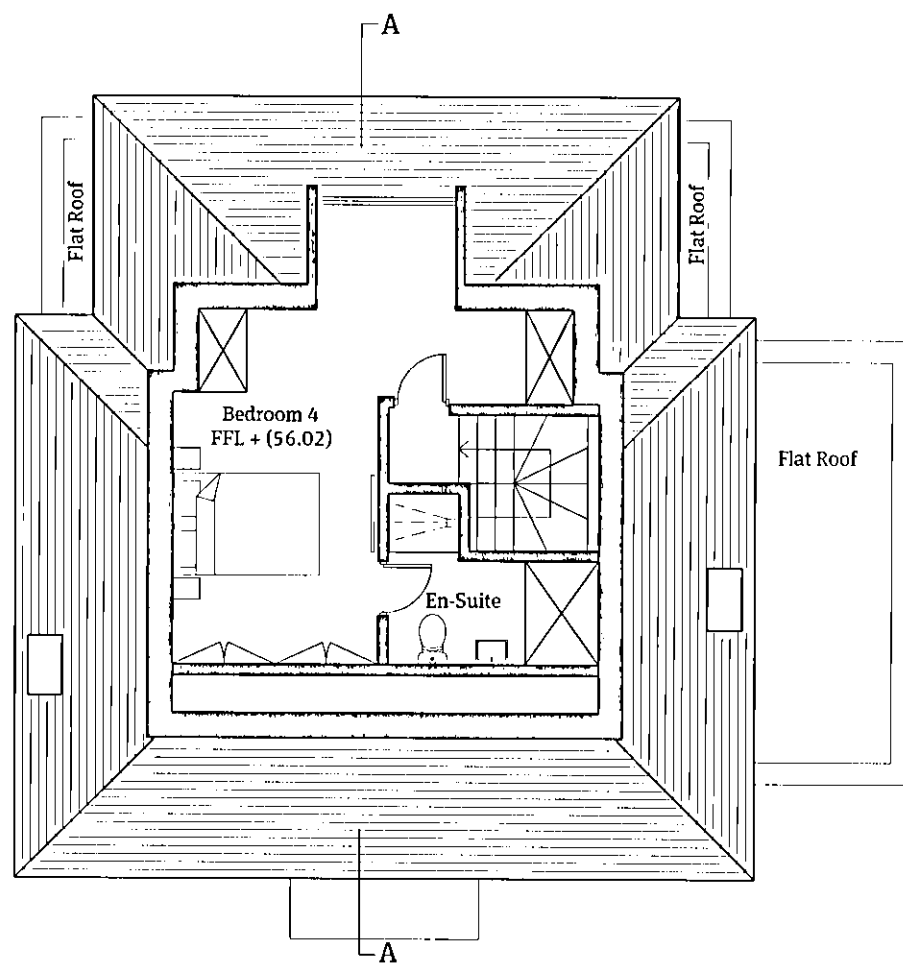 A
Flat Roof
Flat Roof
Bedroom 4
FFL + (56.02)
Flat Roof
En-Suite
A